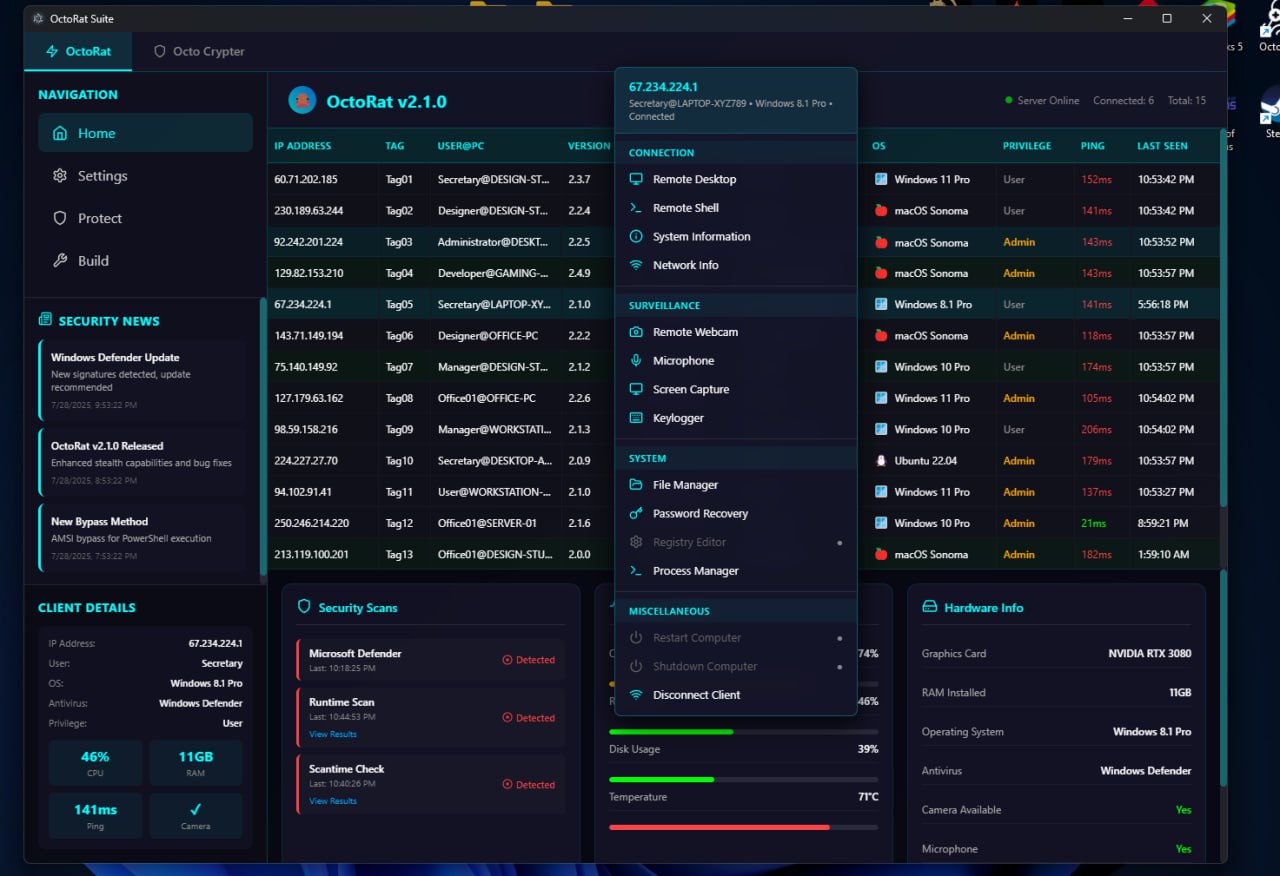 OctoRat Suite
OctoRat
Octo Crypter
NAVIGATION
Home
Settings
Protect
Build
SECURITY NEWS
Windows Defender Update
New signatures detected, update
recommended
7/28/2025, 9:53:22 PM
OctoRat v2.1.0 Released
Enhanced stealth capabilities and bug fixes
7/28/2025, 8:53:22 PM
New Bypass Method
AMSI bypass for PowerShell execution
7/28/2025, 7:53:22 PM
CLIENT DETAILS
IP Address: 67.234.224.1
User: Secretary
OS: Windows 8.1 Pro
Antivirus: Windows Defender
Privilege: User
46% 11GB
CPU RAM
141ms ✓
Ping Camera
OctoRat v2.1.0
Server Online Connected: 6 Total: 15
IP ADDRESS TAG USER@PC VERSION OS PRIVILEGE PING LAST SEEN
60.71.202.185 Tag01 Secretary@DESIGN-ST... 2.3.7 Windows 11 Pro User 152ms 10:53:42 PM
230.189.63.244 Tag02 Designer@DESIGN-ST... 2.2.4 macOS Sonoma User 141ms 10:53:42 PM
92.242.201.224 Tag03 Administrator@DESKT... 2.2.5 macOS Sonoma Admin 143ms 10:53:52 PM
129.82.153.210 Tag04 Developer@GAMING-... 2.4.9 macOS Sonoma Admin 143ms 10:53:57 PM
67.234.224.1 Tag05 Secretary@LAPTOP-XY... 2.1.0 Windows 8.1 Pro User 141ms 5:56:18 PM
143.71.149.194 Tag06 Designer@OFFICE-PC 2.2.2 macOS Sonoma Admin 118ms 10:53:57 PM
75.140.149.92 Tag07 Manager@DESIGN-ST... 2.1.2 Windows 10 Pro User 174ms 10:53:57 PM
127.179.63.162 Tag08 Office01@OFFICE-PC 2.2.6 Windows 11 Pro Admin 105ms 10:54:02 PM
98.59.158.216 Tag09 Manager@WORKSTATI... 2.1.3 Windows 10 Pro User 206ms 10:54:02 PM
224.227.27.70 Tag10 Secretary@DESKTOP-A... 2.0.9 Ubuntu 22.04 Admin 179ms 10:53:57 PM
94.102.91.41 Tag11 User@WORKSTATION-... 2.1.0 Windows 11 Pro Admin 137ms 10:53:27 PM
250.246.214.220 Tag12 Office01@SERVER-01 2.1.6 Windows 10 Pro Admin 21ms 8:59:21 PM
213.119.100.201 Tag13 Office01@DESIGN-STU... 2.0.0 macOS Sonoma Admin 182ms 1:59:10 AM
67.234.224.1
Secretary@LAPTOP-XYZ789 • Windows 8.1 Pro •
Connected
CONNECTION
Remote Desktop
Remote Shell
System Information
Network Info
SURVEILLANCE
Remote Webcam
Microphone
Screen Capture
Keylogger
SYSTEM
File Manager
Password Recovery
Registry Editor
Process Manager
MISCELLANEOUS
Restart Computer
Shutdown Computer
Disconnect Client
Security Scans
Microsoft Defender
Last: 10:18:25 PM
Detected
Runtime Scan
Last: 10:44:53 PM
View Results
Detected
Scantime Check
Last: 10:40:26 PM
View Results
Detected
74%
46%
Disk Usage 39%
Temperature 71°C
Hardware Info
Graphics Card NVIDIA RTX 3080
RAM Installed 11GB
Operating System Windows 8.1 Pro
Antivirus Windows Defender
Camera Available Yes
Microphone Yes